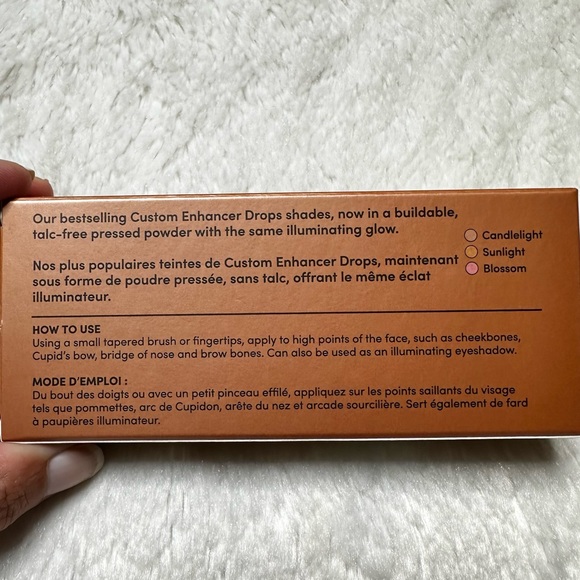 Our bestselling Custom Enhancer Drops shades, now in a buildable,
talc-free pressed powder with the same illuminating glow.
Nos plus populaires teintes de Custom Enhancer Drops, maintenant
sous forme de poudre pressée, sans talc, offrant le même éclat
illuminateur.
Candlelight
Sunlight
Blossom
HOW TO USE
Using a small tapered brush or fingertips, apply to high points of the face, such as cheekbones,
Cupid's bow, bridge of nose and brow bones. Can also be used as an illuminating eyeshadow.
MODE D'EMPLOI :
Du bout des doigts ou avec un petit pinceau effilé, appliquez sur les points saillants du visage
tels que pommettes, arc de Cupidon, arête du nez et arcade sourcilière. Sert également de fard
à paupières illuminateur.